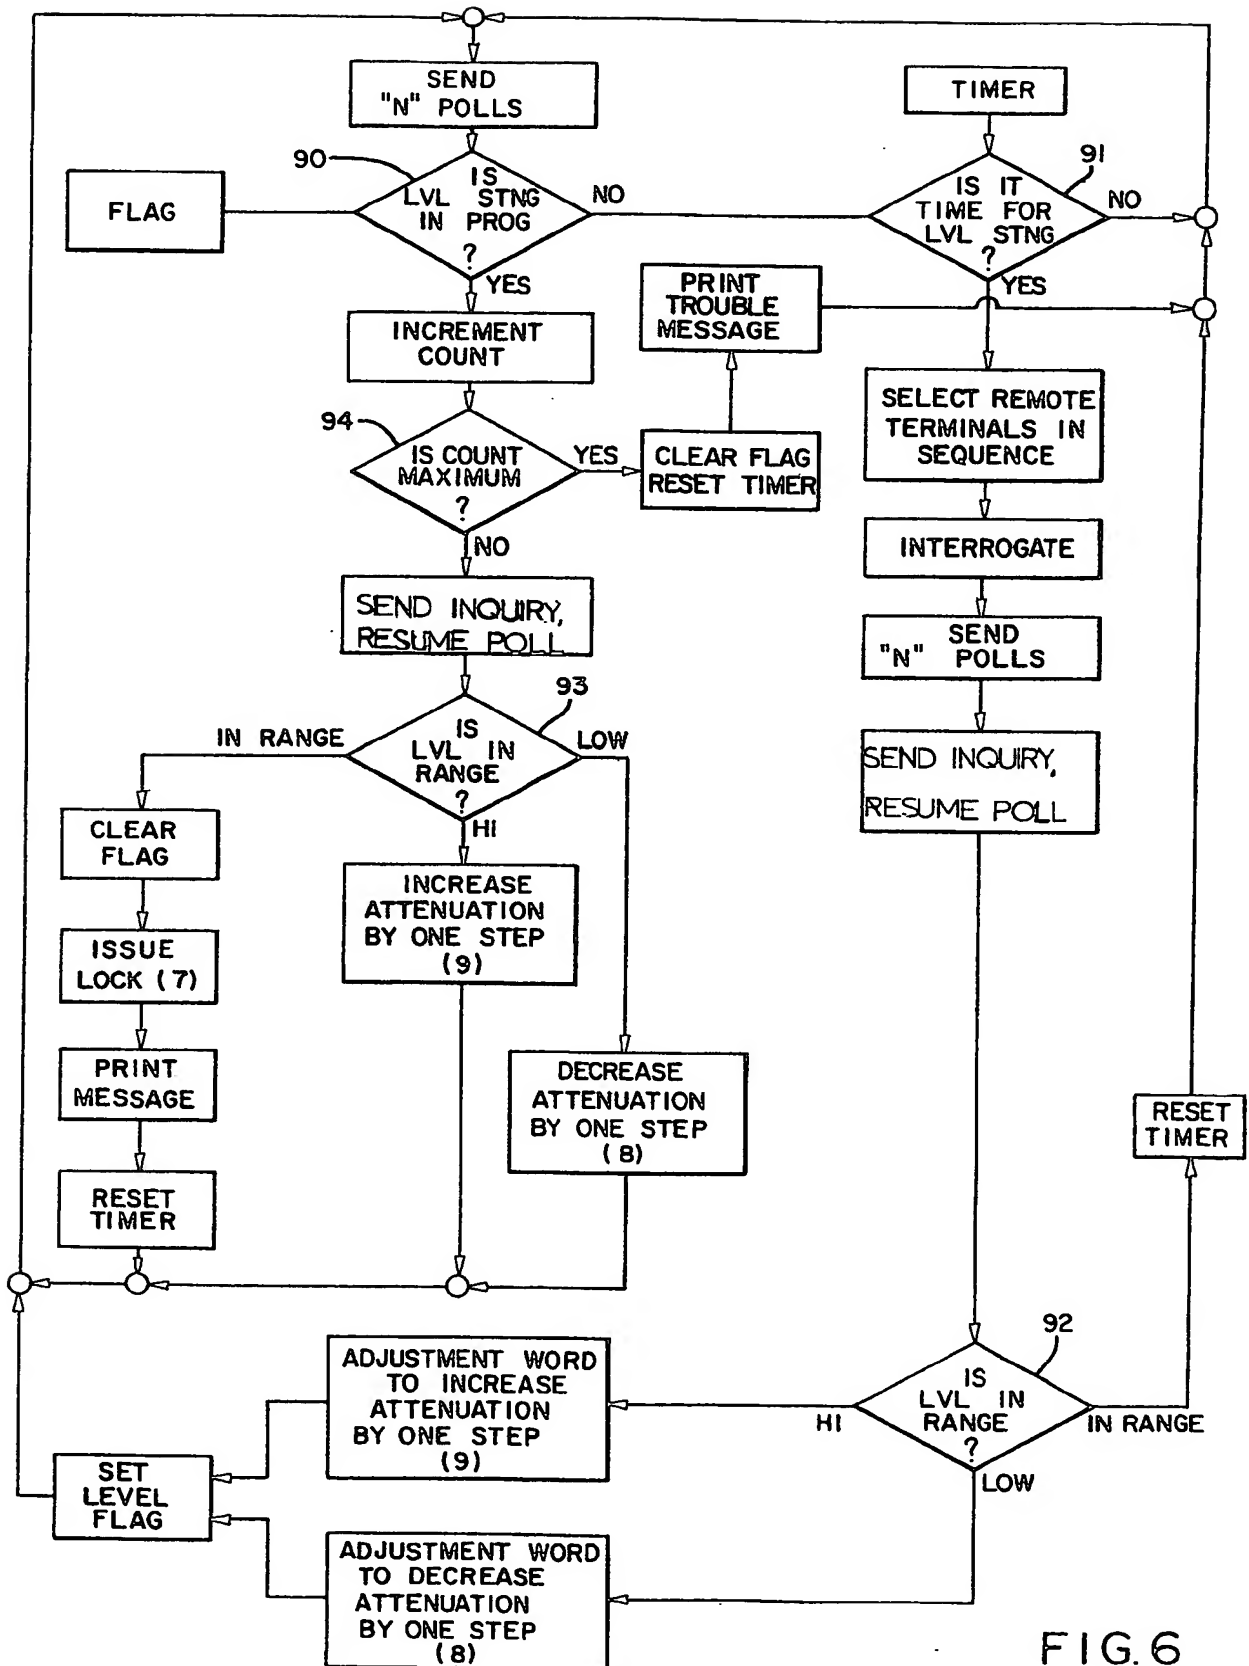 SEND
"N" POLLS
TIMER
90
IS
LVL STNG
IN PROG
?
NO
YES
FLAG
91
IS IT
TIME FOR
LVL STNG
?
NO
YES
PRINT
TROUBLE
MESSAGE
INCREMENT
COUNT
94
IS COUNT
MAXIMUM
?
YES
NO
CLEAR FLAG
RESET TIMER
SELECT REMOTE
TERMINALS IN
SEQUENCE
INTERROGATE
SEND
"N" POLLS
SEND INQUIRY,
RESUME POLL
SEND INQUIRY,
RESUME POLL
93
IS
LVL IN
RANGE
?
IN RANGE
LOW
HI
CLEAR
FLAG
ISSUE
LOCK (7)
PRINT
MESSAGE
RESET
TIMER
INCREASE
ATTENUATION
BY ONE STEP
(9)
DECREASE
ATTENUATION
BY ONE STEP
(8)
RESET
TIMER
92
IS
LVL IN
RANGE
?
HI
IN RANGE
LOW
ADJUSTMENT WORD
TO INCREASE
ATTENUATION
BY ONE STEP
(9)
SET
LEVEL
FLAG
ADJUSTMENT WORD
TO DECREASE
ATTENUATION
BY ONE STEP
(8)
FIG. 6